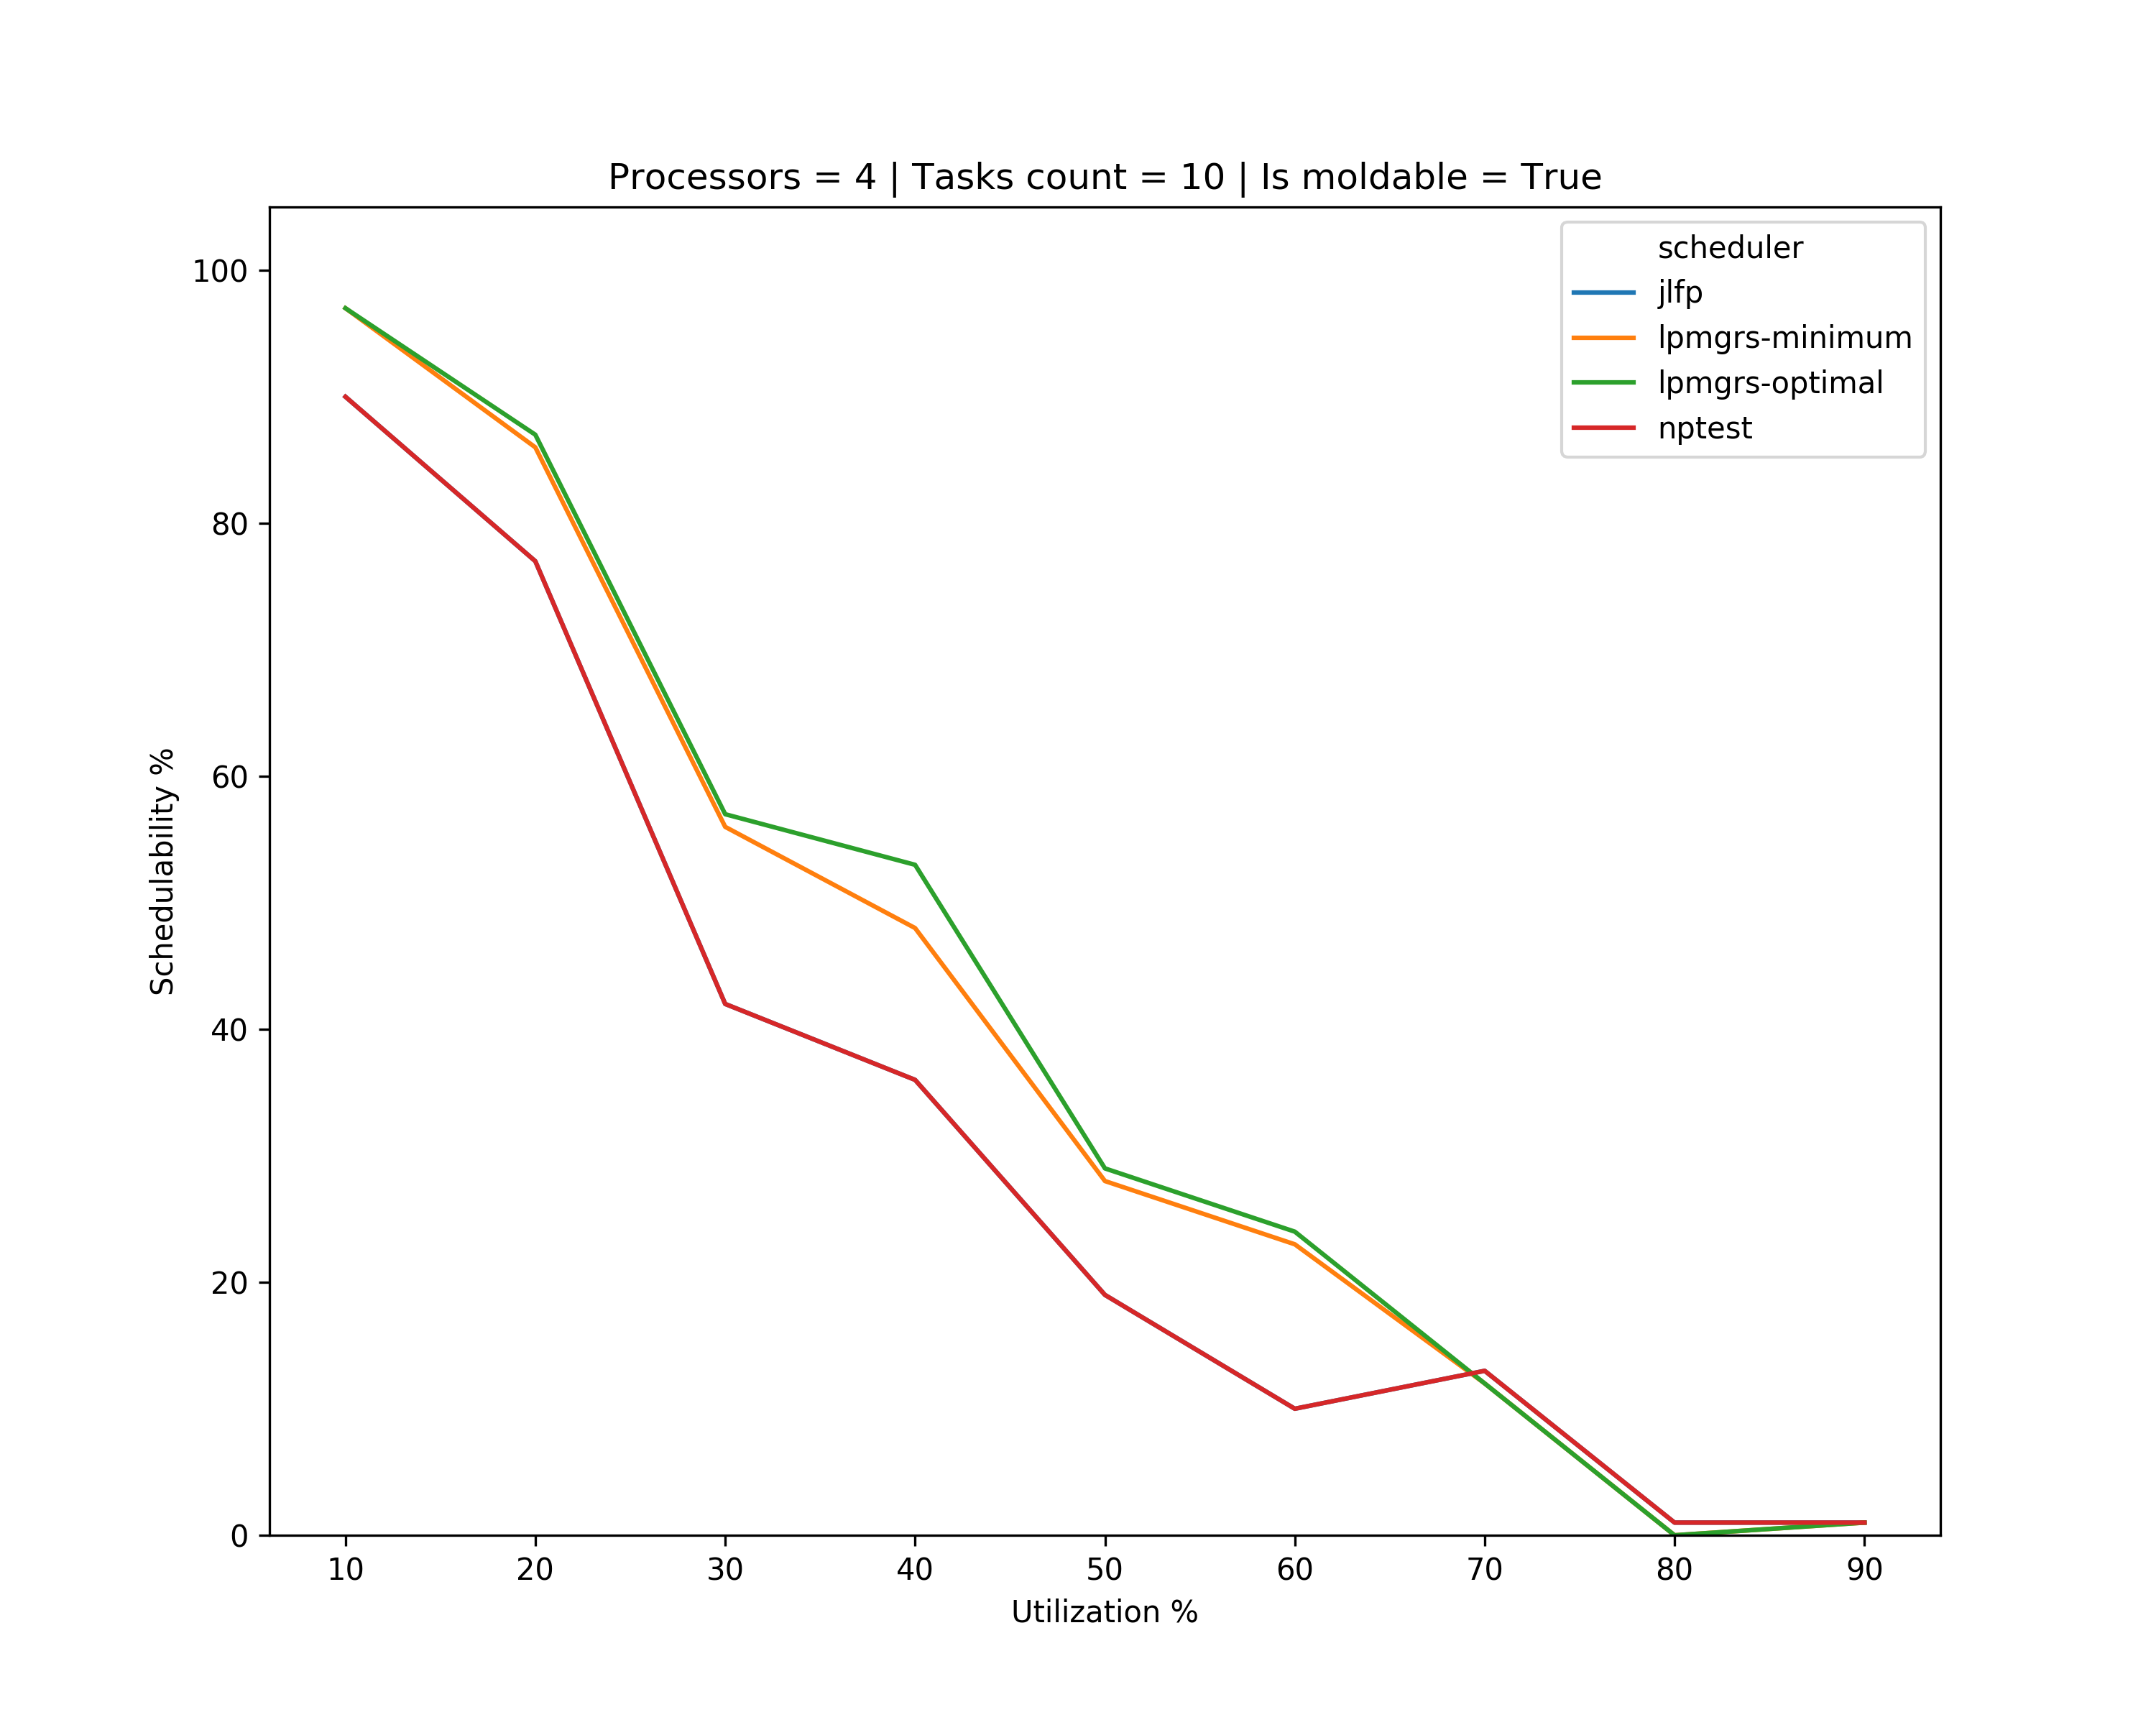 Processors = 4 | Tasks count = 10 | Is moldable = True
scheduler
jlfp
lpmgrs-minimum
lpmgrs-optimal
nptest
Schedulability %
100
80
60
40
20
0
10 20 30 40 50 60 70 80 90
Utilization %